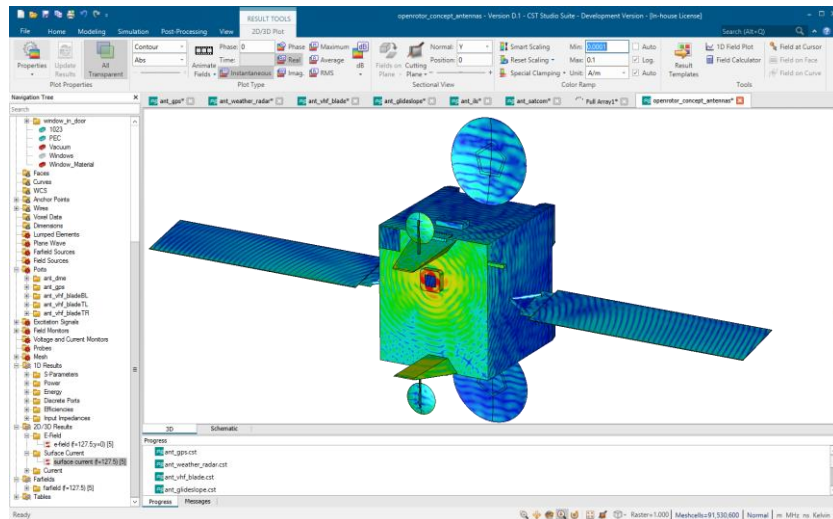 RESULT TOOLS
openrotor_concept_antennas - Version D.1 - CST Studio Suite - Development Version - [In-house License]
File Home Modeling Simulation Post-Processing View 2D/3D Plot Search (Alt+Q)
Properties
Update Results
All Transparent
Contour
Abs
Plot Properties
Animate Fields
Phase: 0
Time:
Instantaneous
Phase Maximum
Real Average
Imag. RMS
dB
Plot Type
Fields on Plane
Cutting Plane
Normal: Y
Position: 0
Sectional View
Smart Scaling
Reset Scaling
Special Clamping
Min: 0.0001
Max: 0.1
Unit: A/m
Auto
Log.
Auto
Color Ramp
Result Templates
1D Field Plot
Field Calculator
Field at Cursor
Field on Face
Field on Curve
Tools
Navigation Tree
Search
ant_gps* ant_weather_radar* ant_vhf_blade* ant_glideslope* ant_satcom* Full Array1* openrotor_concept_antennas*
window_in_door
1023
PEC
Vacuum
Windows
Window_Material
Faces
Curves
WCS
Anchor Points
Wires
Voxel Data
Dimensions
Lumped Elements
Plane Wave
Farfield Sources
Field Sources
Ports
ant_dme
ant_gps
ant_vhf_bladeBL
ant_vhf_bladeTL
ant_vhf_bladeTR
Excitation Signals
Field Monitors
Voltage and Current Monitors
Probes
Mesh
1D Results
S-Parameters
Power
Energy
Discrete Ports
Efficiencies
Input Impedances
2D/3D Results
E-Field
e-field (f=127.5;y=0) [5]
Surface Current
surface current (f=127.5) [5]
Current
Farfields
farfield (f=127.5) [5]
Tables
3D Schematic
Progress
ant_gps.cst
ant_weather_radar.cst
ant_vhf_blade.cst
ant_glideslope.cst
Progress Messages
Ready
Raster=1.000 Meshcells=91,530,600 Normal m MHz ns Kelvin